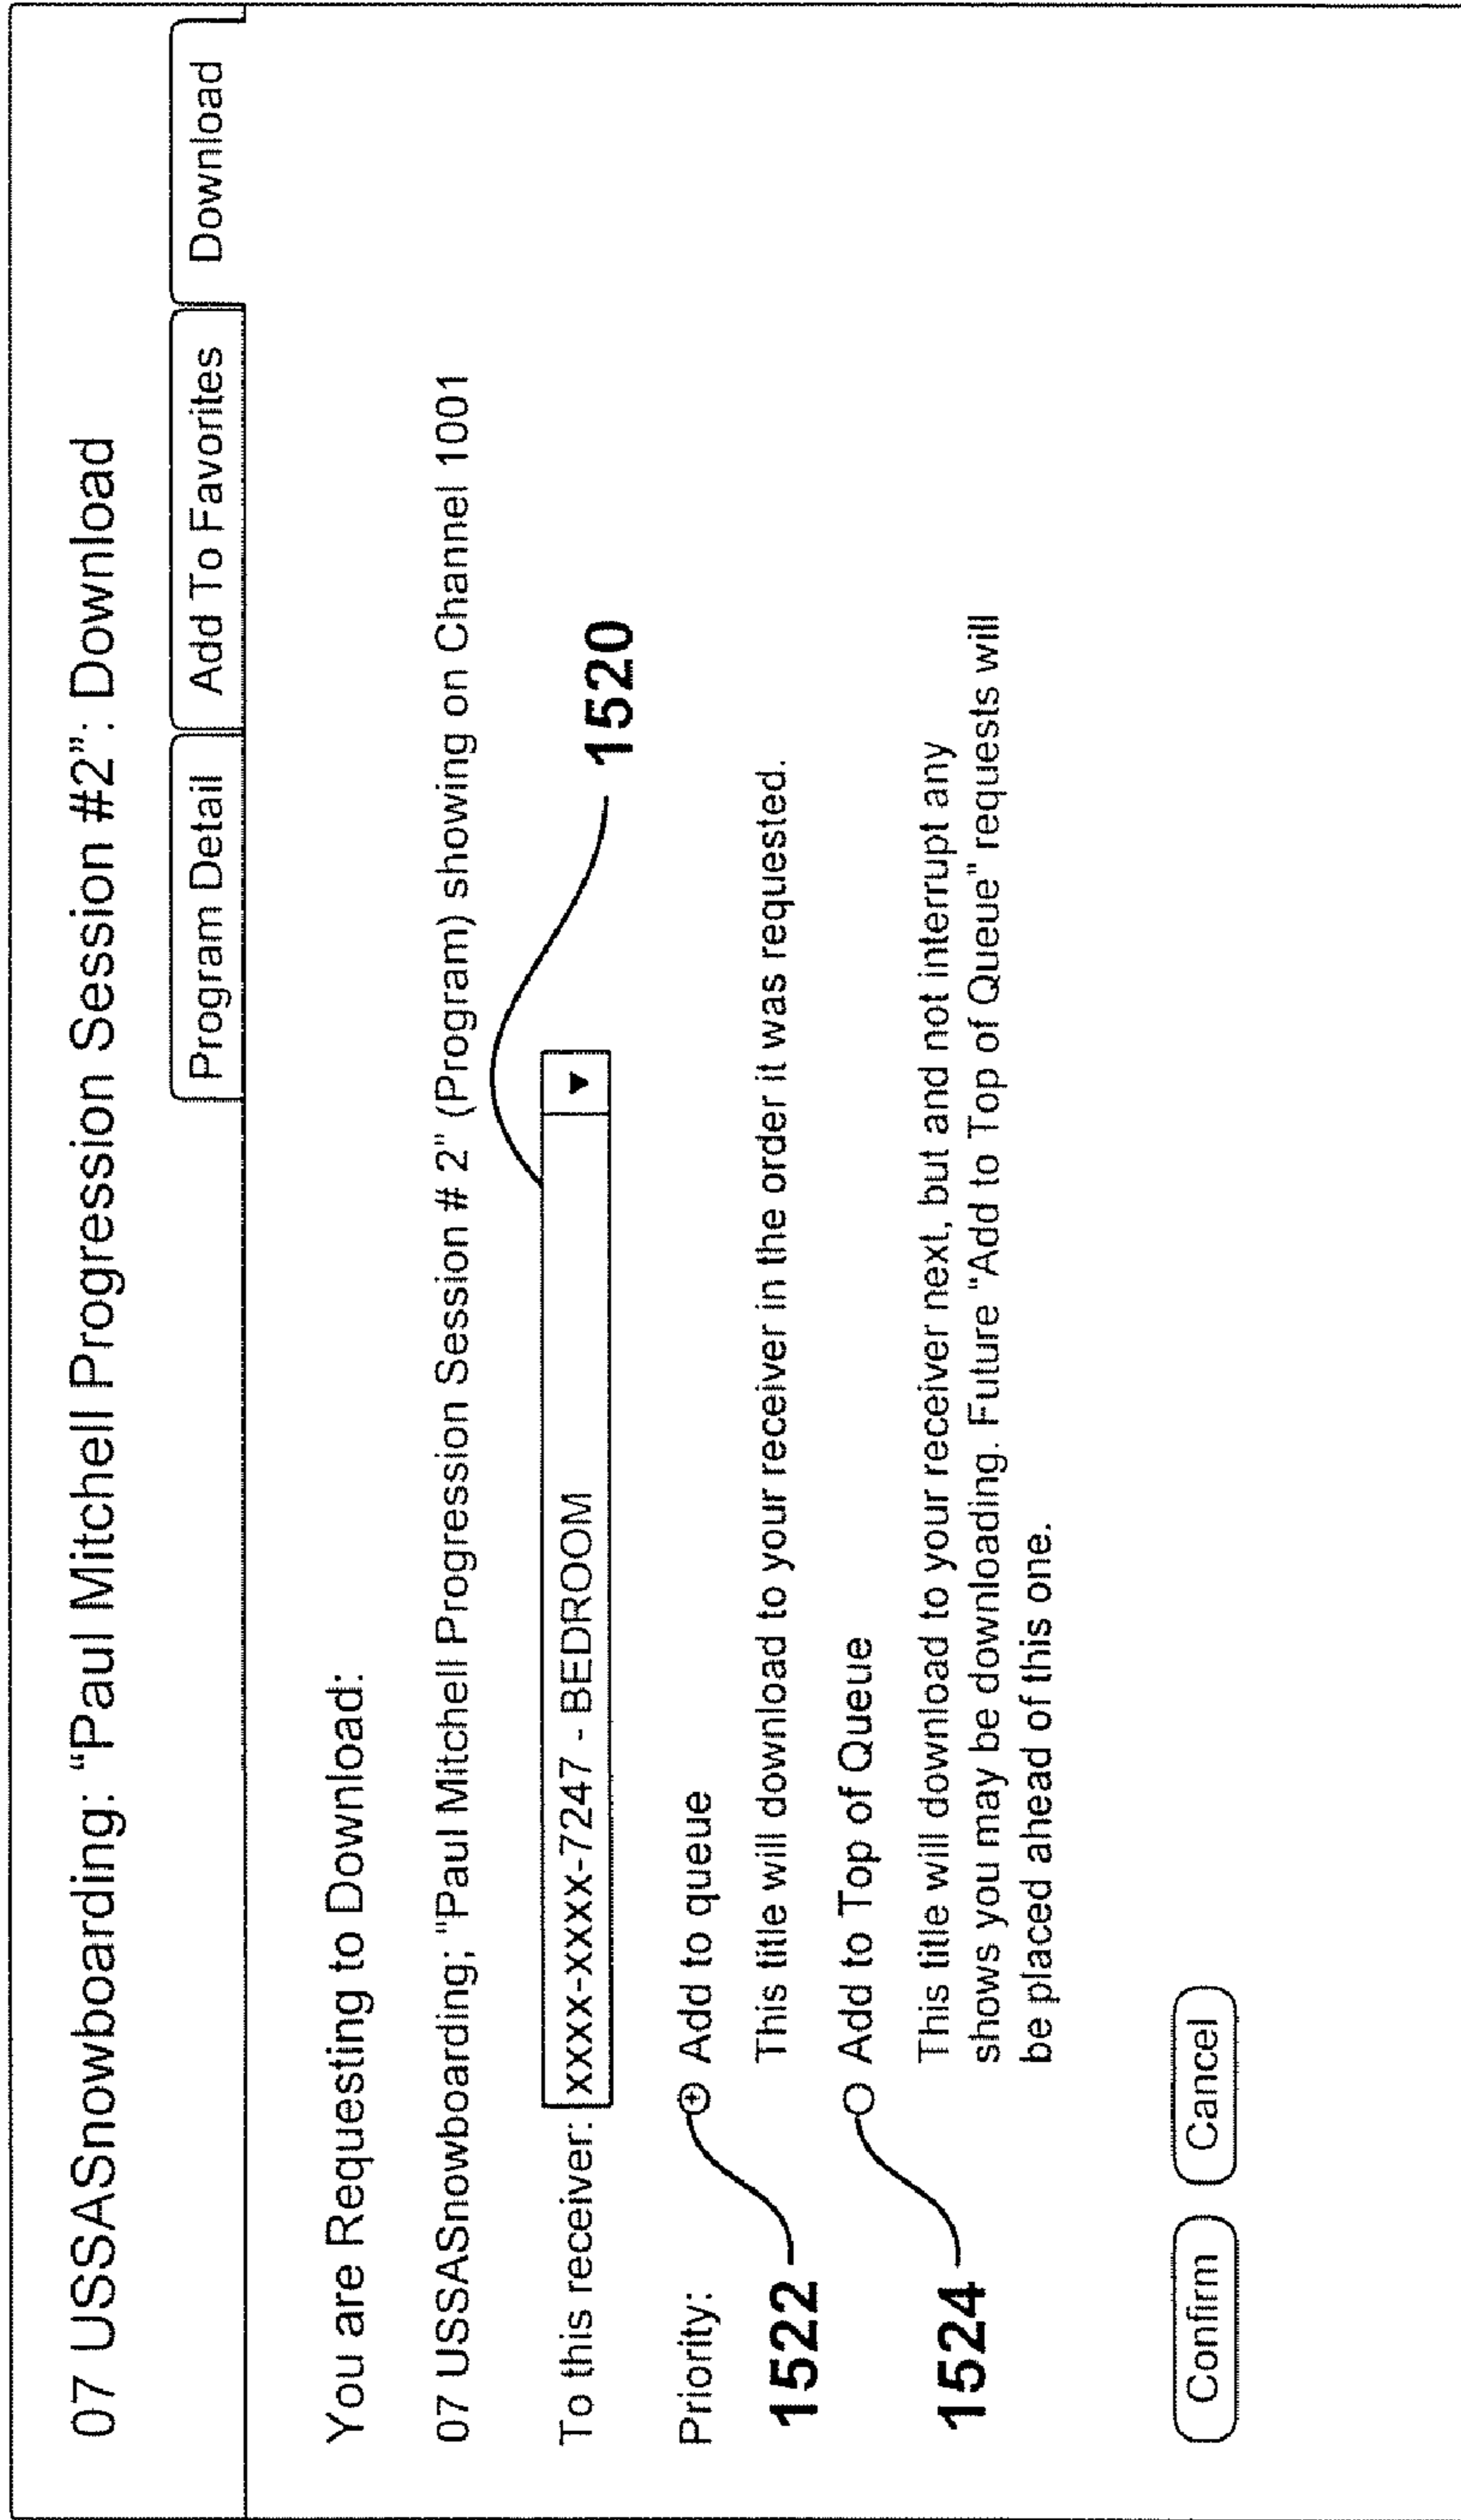 07 USSASnowboarding: “Paul Mitchell Progression Session #2”: Download
Program Detail
Add To Favorites
Download
You are Requesting to Download:
07 USSASnowboarding; "Paul Mitchell Progression Session # 2" (Program) showing on Channel 1001
To this receiver: xxxx-xxxx-7247 - BEDROOM ▼
1520
Priority: Add to queue
1522
This title will download to your receiver in the order it was requested.
Add to Top of Queue
1524
This title will download to your receiver next, but and not interrupt any
shows you may be downloading. Future "Add to Top of Queue" requests will
be placed ahead of this one.
Confirm
Cancel